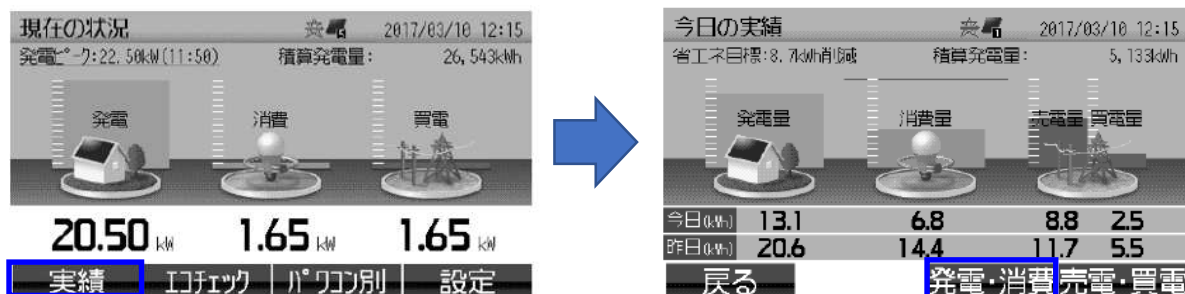 現在の状況
2017/03/10 12:15
発電ピーク:22.50kW(11:50)
積算発電量:
26,543kWh
発電
消費
買電
20.50 kW
1.65 kW
1.65 kW
実績
エコチェック
パワコン別
設定
今日の実績
2017/03/10 12:15
省エネ目標:8.7kWh削減
積算発電量:
5,133kWh
発電量
消費量
売電量
買電量
今日(kWh) 13.1 6.8 8.8 2.5
昨日(kWh) 20.6 14.4 11.7 5.5
戻る
発電・消費
売電・買電